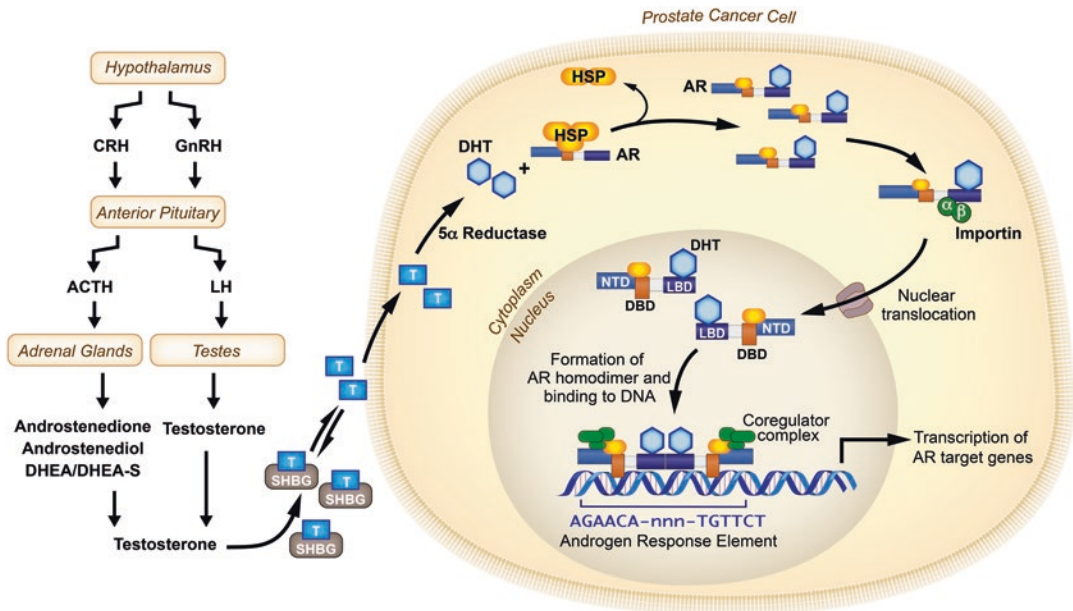 Prostate Cancer Cell
Hypothalamus
CRH
GnRH
Anterior Pituitary
ACTH
LH
Adrenal Glands
Testes
Androstenedione
Androstenediol
DHEA/DHEA-S
Testosterone
Testosterone
T
SHBG
T
SHBG
T
SHBG
T
T
T
T
5α Reductase
DHT
+
HSP
AR
HSP
AR
α
β
Importin
Nuclear
translocation
Cytoplasm
Nucleus
DHT
NTD
LBD
DBD
LBD
NTD
DBD
Formation of
AR homodimer and
binding to DNA
Coregulator
complex
Transcription of
AR target genes
AGAACA-nnn-TGTTCT
Androgen Response Element